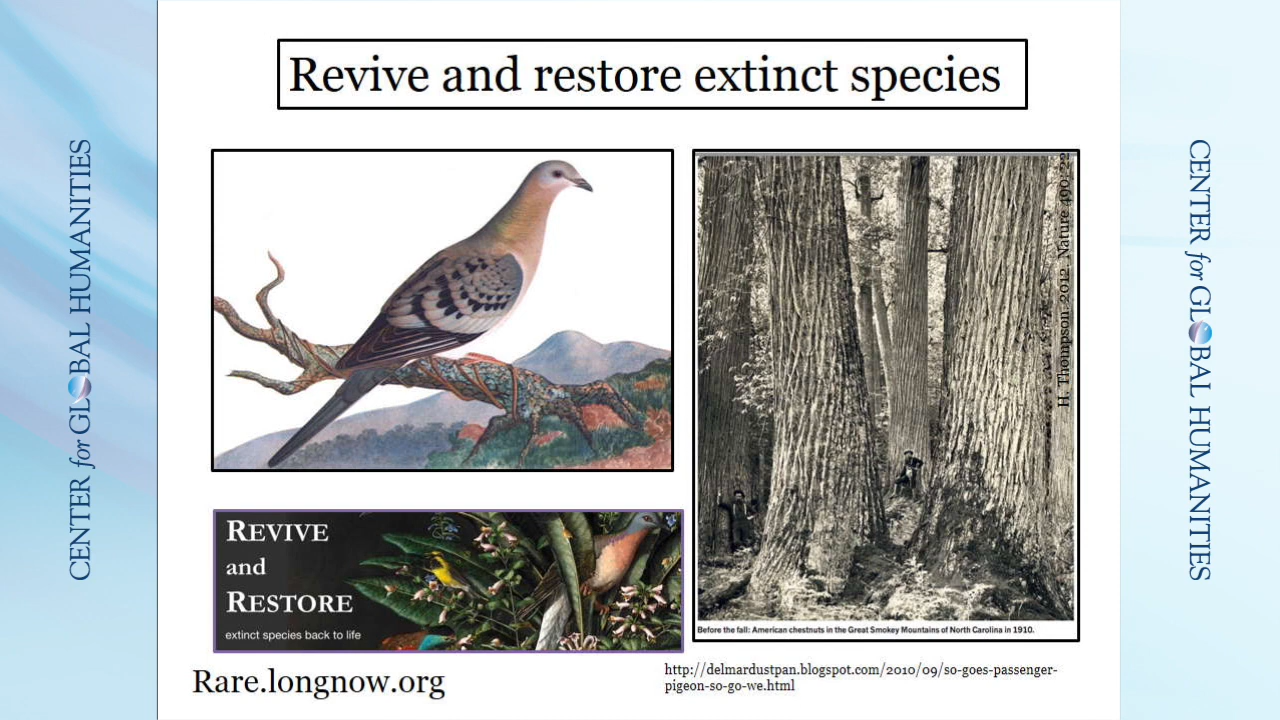 Revive and restore extinct species
CENTER for GLOBAL HUMANITIES
H. Thompson 2012. Nature 490:22
REVIVE
and
RESTORE
extinct species back to life
Before the fall: American chestnuts in the Great Smokey Mountains of North Carolina in 1910.
Rare.longnow.org
http://delmardustpan.blogspot.com/2010/09/so-goes-passenger-
pigeon-so-go-we.html
CENTER for GLOBAL HUMANITIES